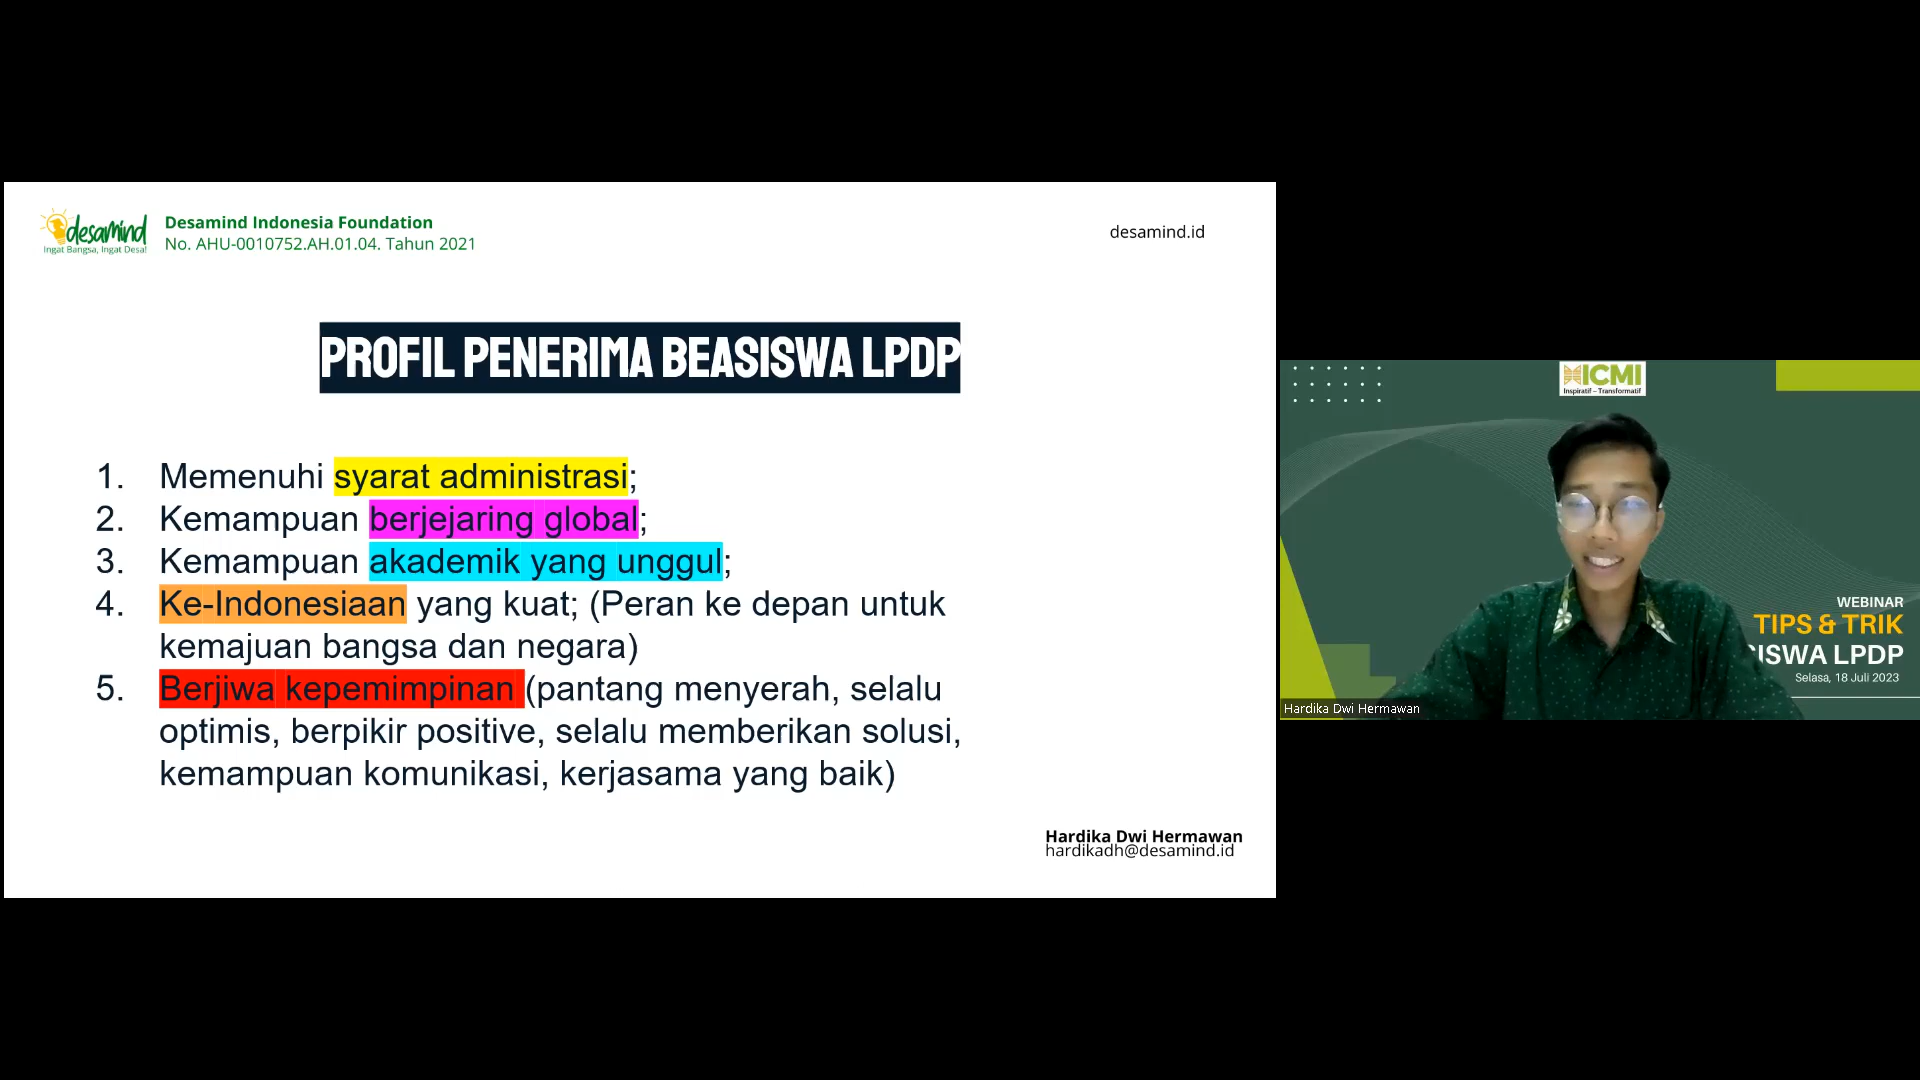 desamind
Ingat Bangsa, Ingat Desa!
Desamind Indonesia Foundation
No. AHU-0010752.AH.01.04. Tahun 2021
desamind.id
PROFIL PENERIMA BEASISWA LPDP
1. Memenuhi syarat administrasi;
2. Kemampuan berjejaring global;
3. Kemampuan akademik yang unggul;
4. Ke-Indonesiaan yang kuat; (Peran ke depan untuk
kemajuan bangsa dan negara)
5. Berjiwa kepemimpinan (pantang menyerah, selalu
optimis, berpikir positive, selalu memberikan solusi,
kemampuan komunikasi, kerjasama yang baik)
Hardika Dwi Hermawan
hardikadh@desamind.id
ICMI
Inspiratif - Transformatif
WEBINAR
TIPS & TRIK
ISWA LPDP
Selasa, 18 Juli 2023
Hardika Dwi Hermawan